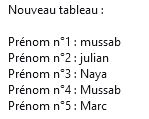 Nouveau tableau :
Prénom n°1 : mussab
Prénom n°2 : julian
Prénom n°3 : Naya
Prénom n°4 : Mussab
Prénom n°5 : Marc